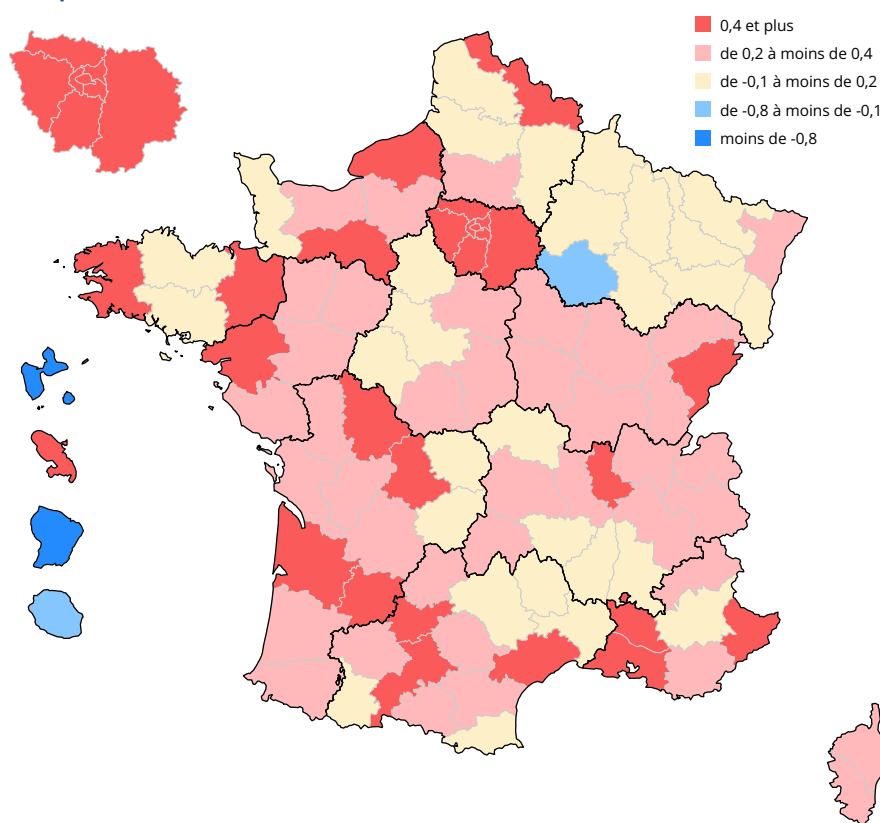 0,4 et plus
de 0,2 à moins de 0,4
de -0,1 à moins de 0,2
de -0,8 à moins de -0,1
moins de -0,8